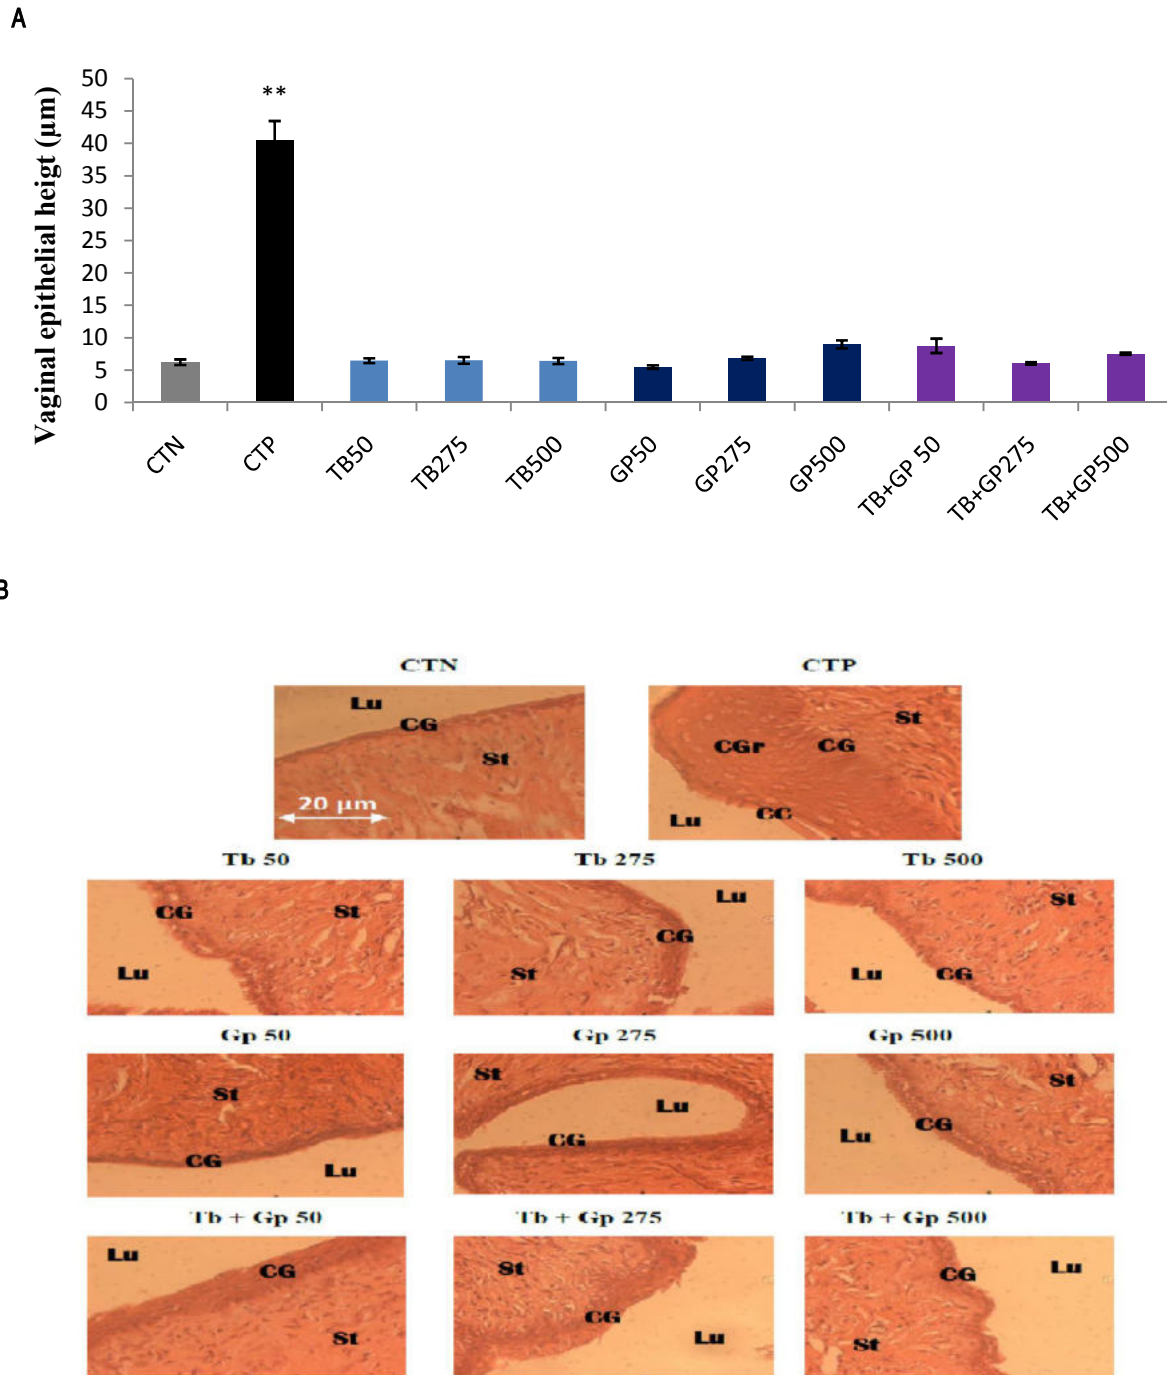 A
Vaginal epithelial heigt (µm)
50
45
40
35
30
25
20
15
10
5
0
**
CTN
CTP
TB50
TB275
TB500
GP50
GP275
GP500
TB+GP 50
TB+GP275
TB+GP500
B
CTN CTP
Lu
CG
St
20 µm
St
CGr CG
Lu
CC
Tb 50 Tb 275 Tb 500
CG St
Lu
Lu
CG
St
St
Lu CG
Gp 50 Gp 275 Gp 500
St
CG Lu
St
Lu
CG
St
CG
Lu
Tb + Gp 50 Tb + Gp 275 Tb + Gp 500
Lu
CG
St
St
CG
Lu
CG Lu
St